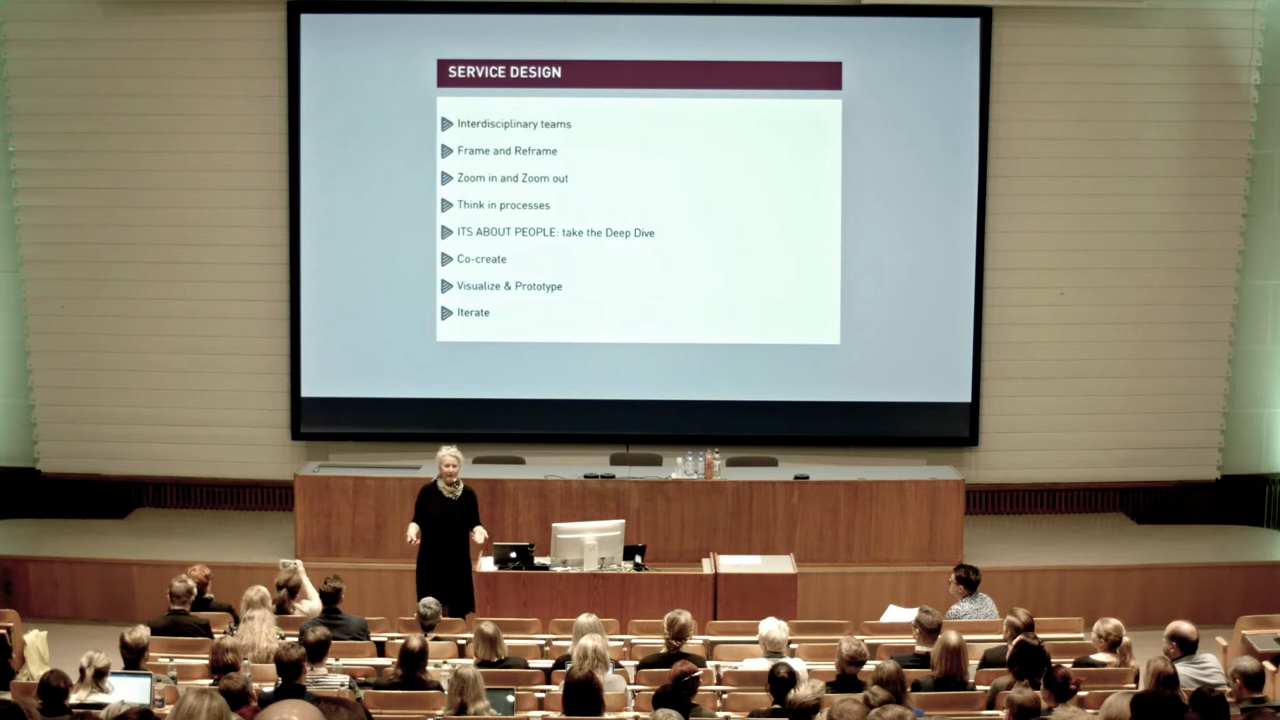 SERVICE DESIGN
Interdisciplinary teams
Frame and Reframe
Zoom in and Zoom out
Think in processes
ITS ABOUT PEOPLE: take the Deep Dive
Co-create
Visualize & Prototype
Iterate